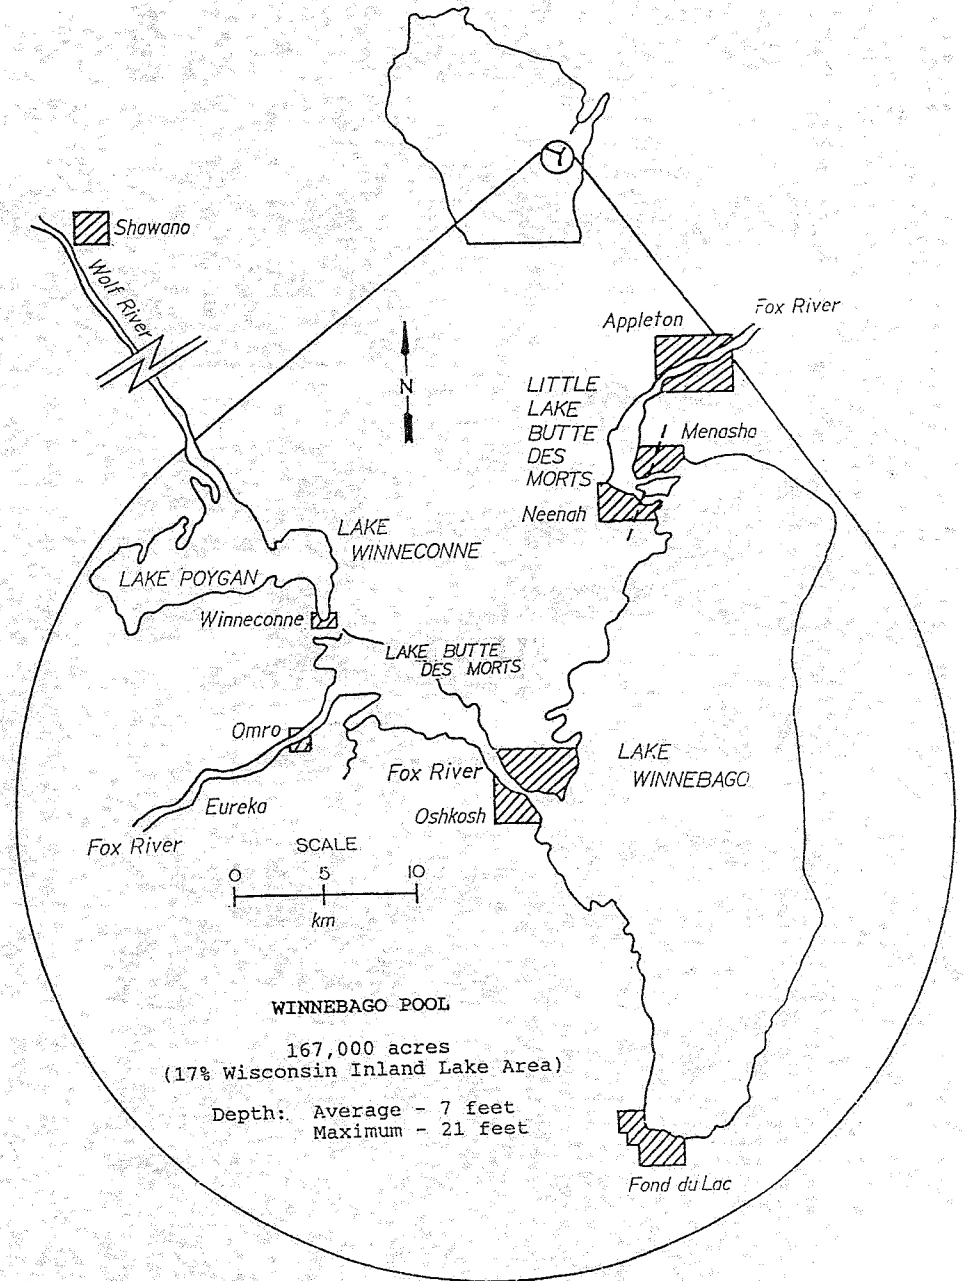 Shawano
Wolf River
Fox River
Appleton
N
LITTLE
LAKE
BUTTE
DES
MORTS
Menasha
Neenah
LAKE
WINNECONNE
LAKE POYGAN
Winneconne
LAKE BUTTE
DES MORTS
Omro
LAKE
WINNEBAGO
Fox River
Eureka
Oshkosh
Fox River
SCALE
0 5 10
km
WINNEBAGO POOL
167,000 acres
(17% Wisconsin Inland Lake Area)
Depth: Average - 7 feet
Maximum - 21 feet
Fond du Lac